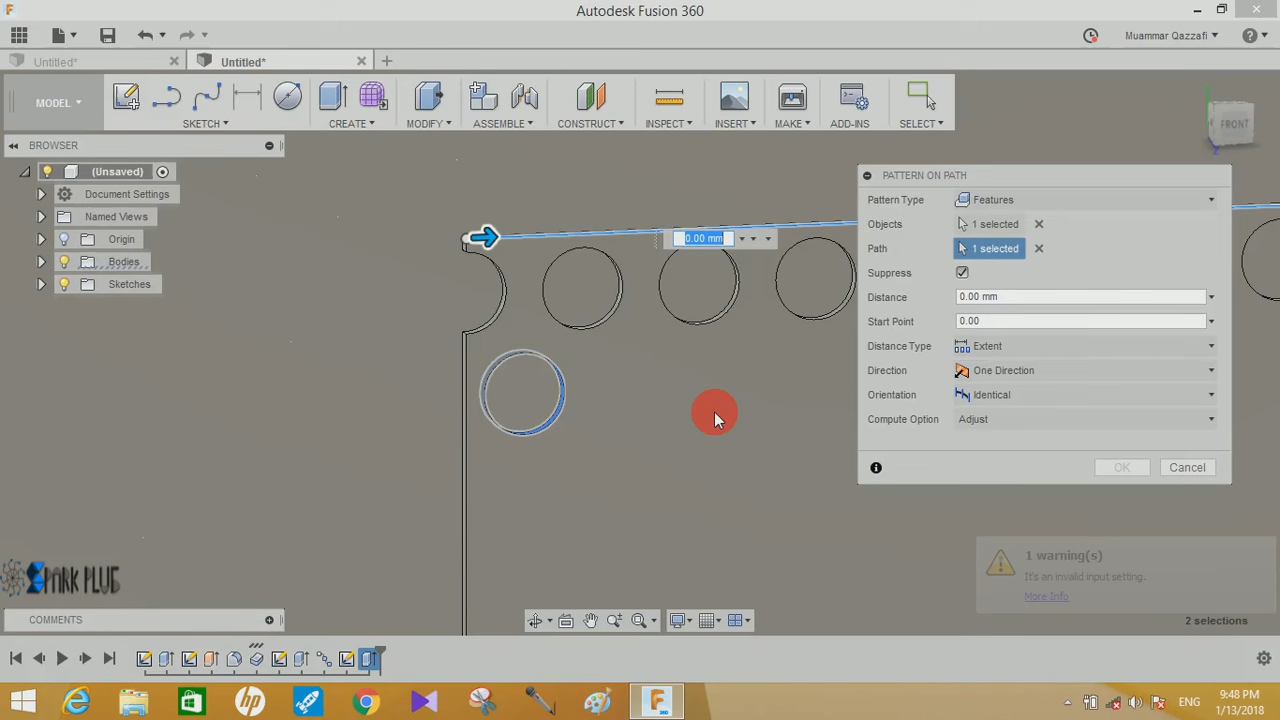 Autodesk Fusion 360
Muammar Qazzafi
Untitled*
Untitled*
MODEL
SKETCH
CREATE
MODIFY
ASSEMBLE
CONSTRUCT
INSPECT
INSERT
MAKE
ADD-INS
SELECT
BROWSER
(Unsaved)
Document Settings
Named Views
Origin
Bodies
Sketches
FRONT
Z
PATTERN ON PATH
Pattern Type Features
Objects 1 selected
Path 1 selected
Suppress
Distance 0.00 mm
Start Point 0.00
Distance Type Extent
Direction One Direction
Orientation Identical
Compute Option Adjust
OK Cancel
0.00 mm
1 warning(s)
It's an invalid input setting.
More Info
SPARK PLUG
COMMENTS
2 selections
hp
F
360
ENG
9:48 PM
1/13/2018